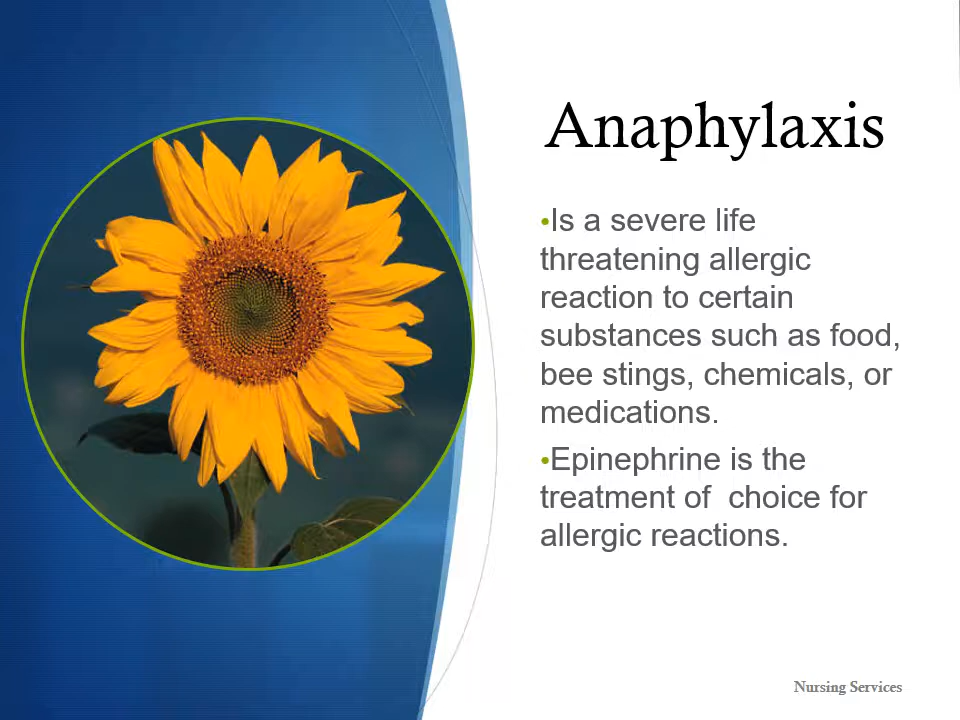 Anaphylaxis
•Is a severe life
threatening allergic
reaction to certain
substances such as food,
bee stings, chemicals, or
medications.
•Epinephrine is the
treatment of  choice for
allergic reactions.
Nursing Services